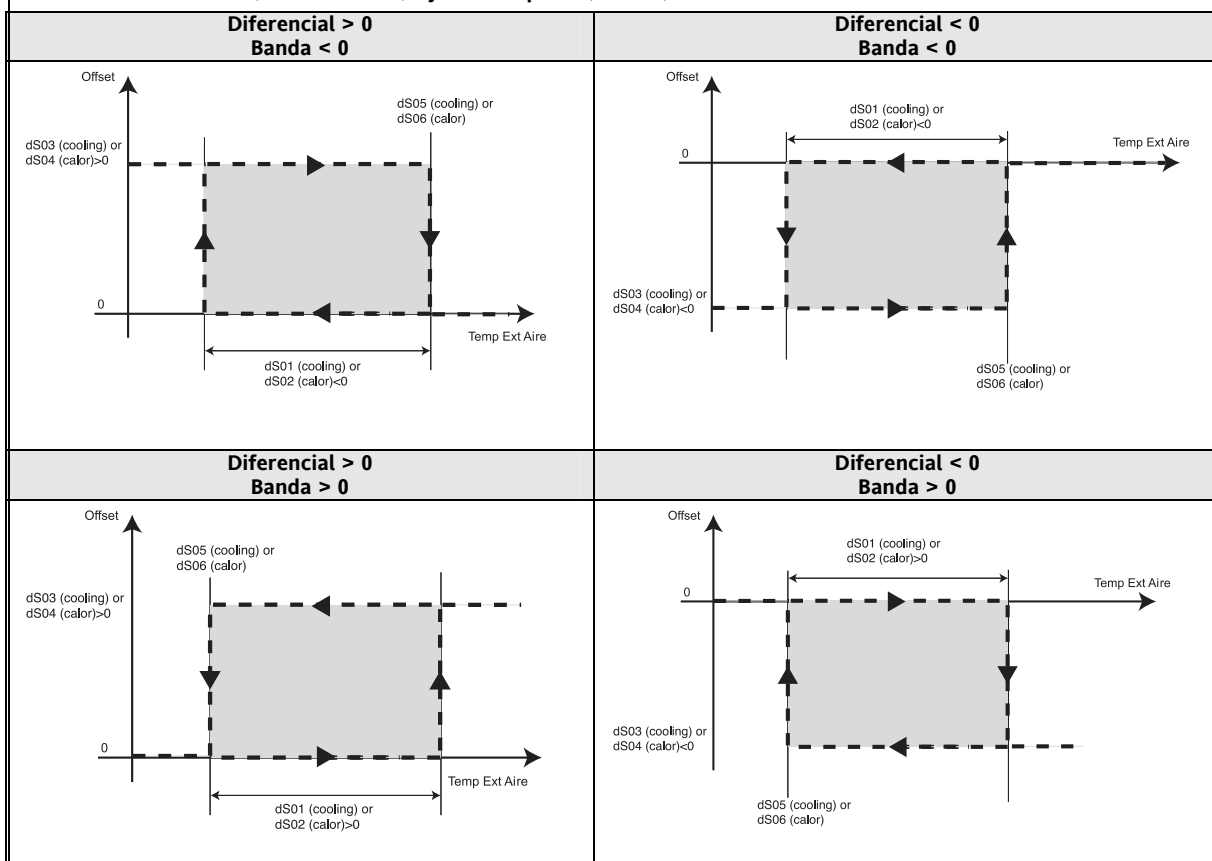 Diferencial > 0
Banda < 0
Diferencial < 0
Banda < 0
Offset
dS05 (cooling) or
dS06 (calor)
dS03 (cooling) or
dS04 (calor)>0
0
Temp Ext Aire
dS01 (cooling) or
dS02 (calor)<0
Offset
dS01 (cooling) or
dS02 (calor)<0
0
Temp Ext Aire
dS03 (cooling) or
dS04 (calor)<0
dS05 (cooling) or
dS06 (calor)
Diferencial > 0
Banda > 0
Diferencial < 0
Banda > 0
Offset
dS05 (cooling) or
dS06 (calor)
dS03 (cooling) or
dS04 (calor)>0
0
Temp Ext Aire
dS01 (cooling) or
dS02 (calor)>0
Offset
dS01 (cooling) or
dS02 (calor)>0
0
Temp Ext Aire
dS03 (cooling) or
dS04 (calor)<0
dS05 (cooling) or
dS06 (calor)